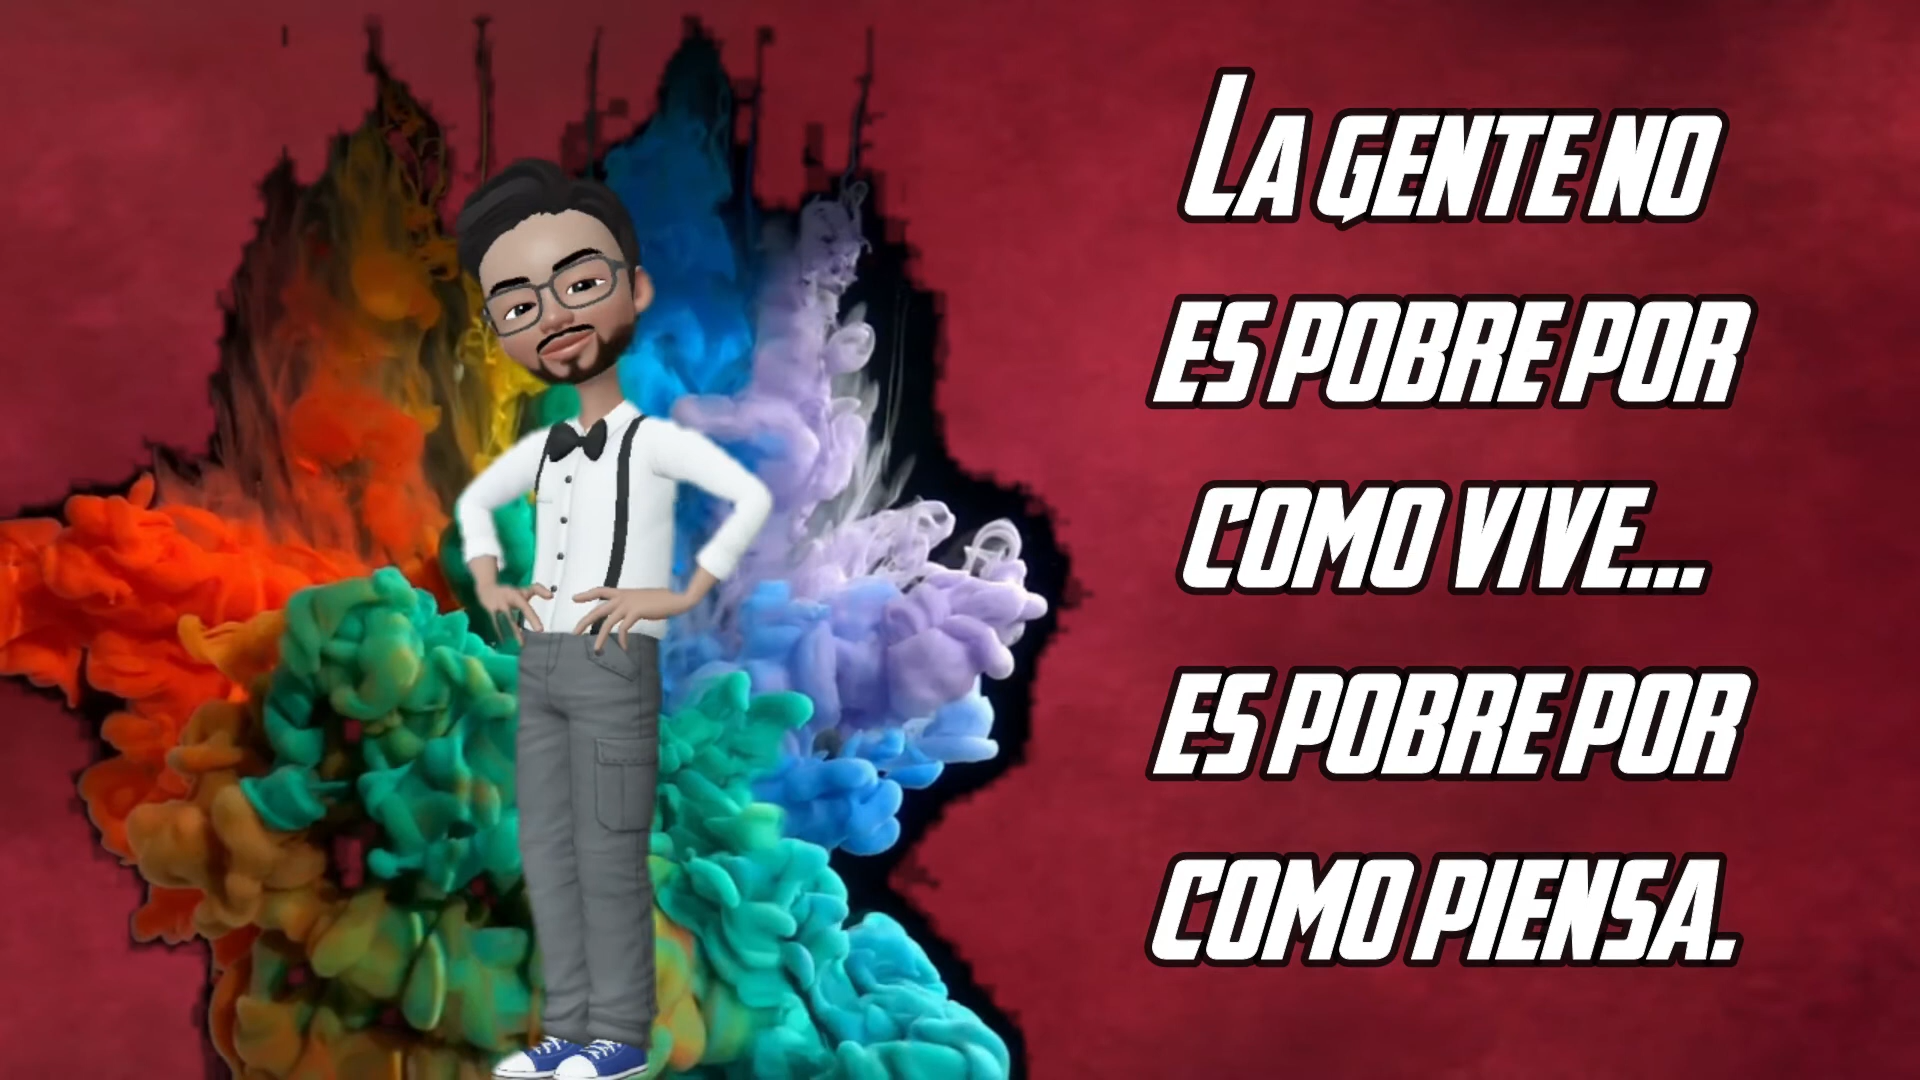 La gente no
es pobre por
como vive...
es pobre por
como piensa.